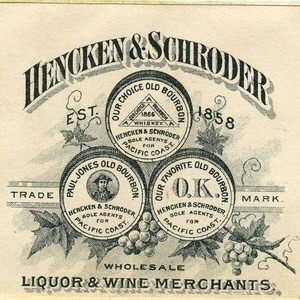 HENCKEN & SCHRODER
EST. 1858
OUR CHOICE OLD BOURBON
1866
WHISKEY
HENCKEN & SCHRODER
SOLE AGENTS
FOR
PACIFIC COAST.
TRADE MARK.
PAUL JONES OLD BOURBON
HENCKEN & SCHRODER
SOLE AGENTS
FOR
PACIFIC COAST.
OUR FAVORITE OLD BOURBON
O.K.
HENCKEN & SCHRODER
SOLE AGENTS
FOR
PACIFIC COAST.
WHOLESALE
LIQUOR & WINE MERCHANTS.